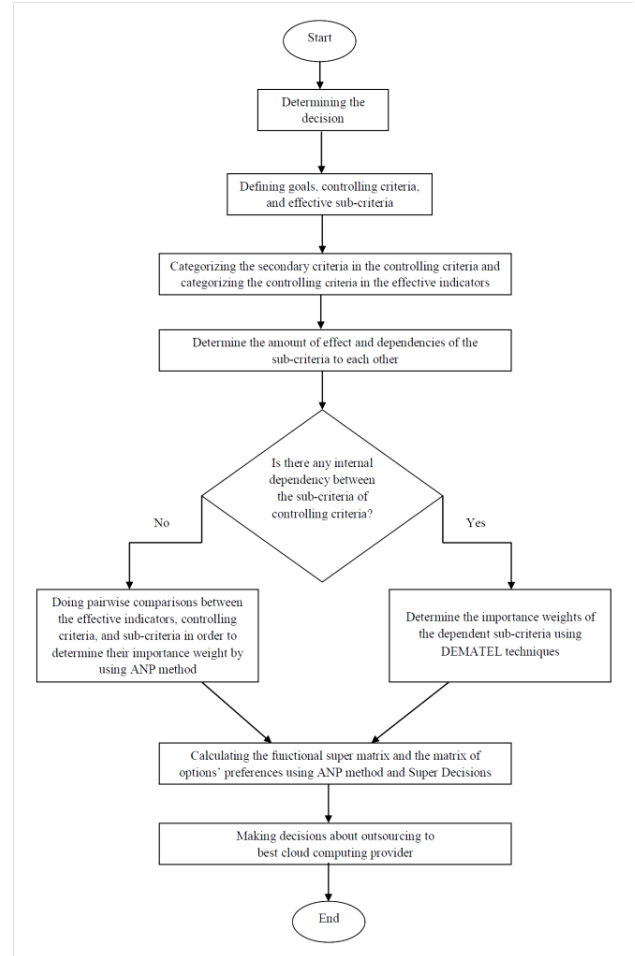 Start
Determining the
decision
Defining goals, controlling criteria,
and effective sub-criteria
Categorizing the secondary criteria in the controlling criteria and
categorizing the controlling criteria in the effective indicators
Determine the amount of effect and dependencies of the
sub-criteria to each other
Is there any internal
dependency between
the sub-criteria of
controlling criteria?
No
Yes
Doing pairwise comparisons between
the effective indicators, controlling
criteria, and sub-criteria in order to
determine their importance weight by
using ANP method
Determine the importance weights of
the dependent sub-criteria using
DEMATEL techniques
Calculating the functional super matrix and the matrix of
options’ preferences using ANP method and Super Decisions
Making decisions about outsourcing to
best cloud computing provider
End